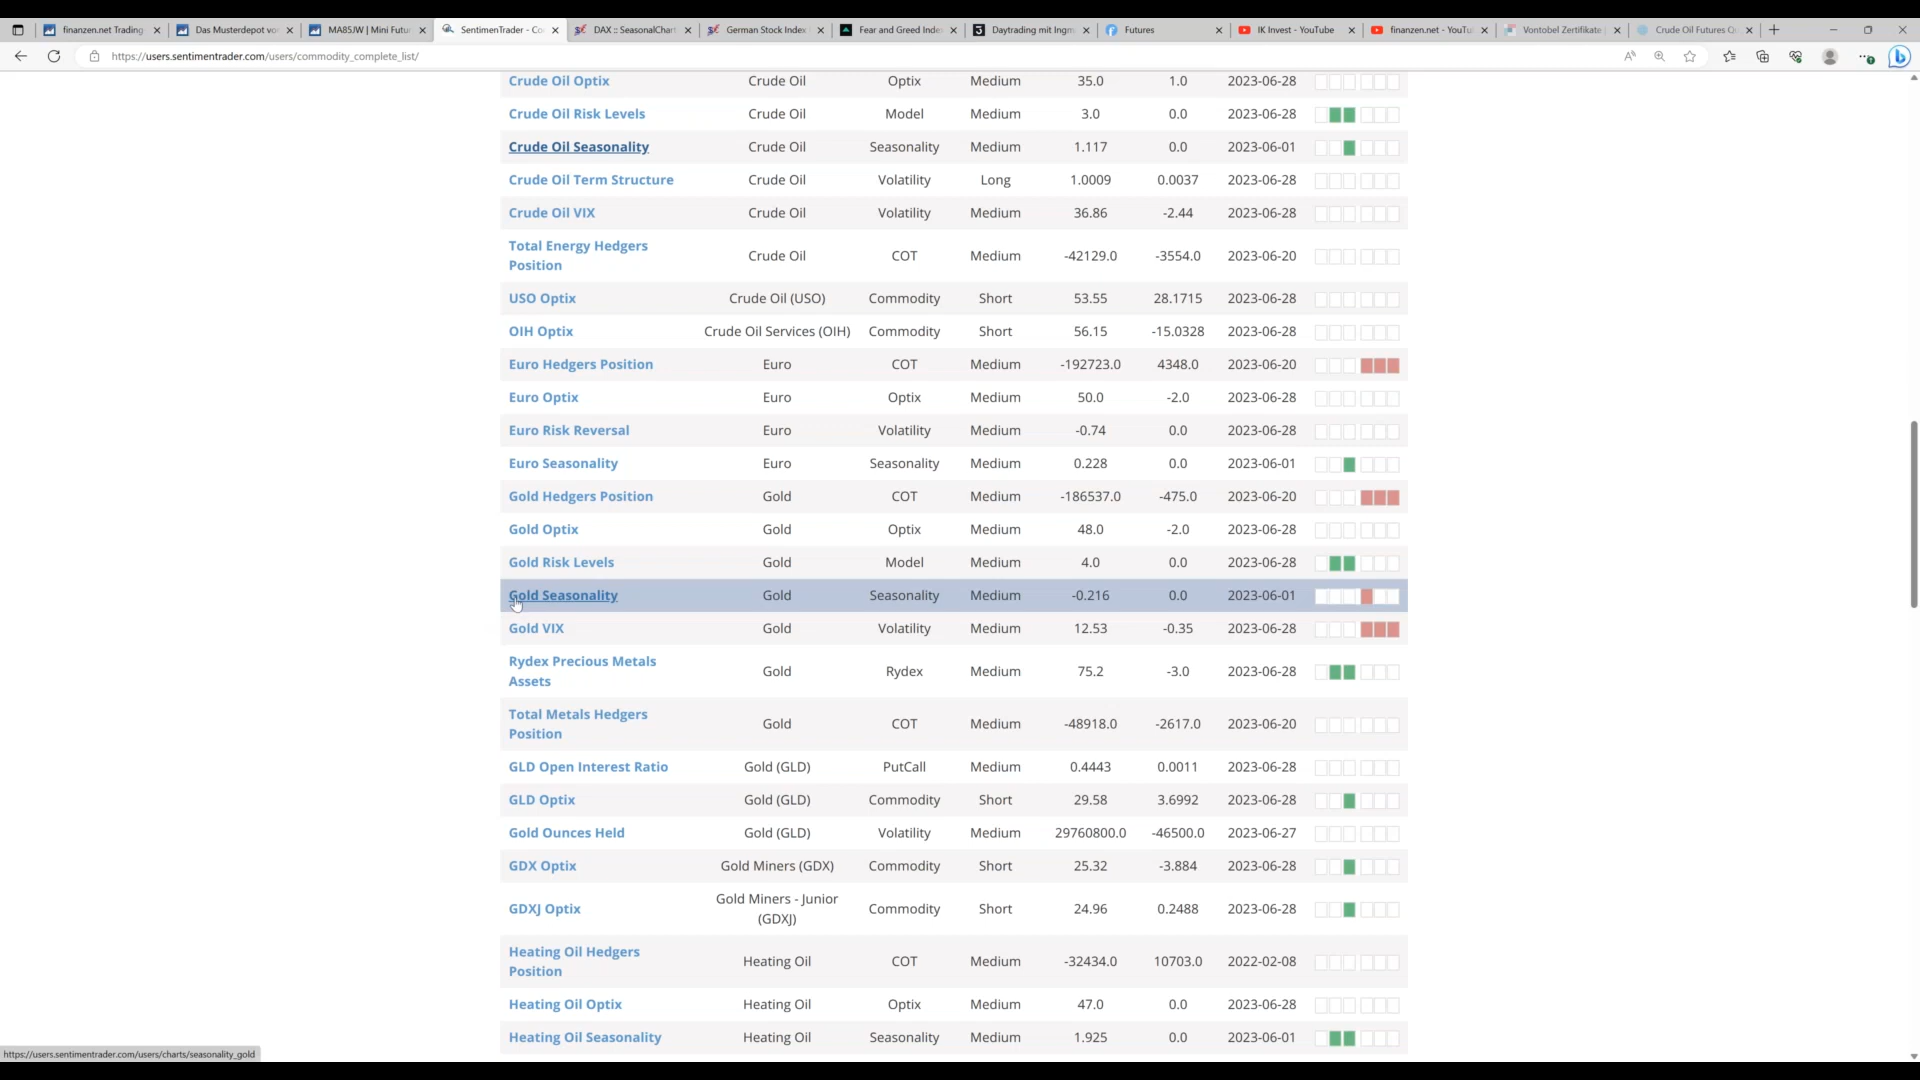 finanzen.net Trading
Das Musterdepot vo
MA85JW | Mini Futu
SentimenTrader - Co
DAX :: SeasonalChar
German Stock Index
Fear and Greed Inde
Daytrading mit Ingm
Futures
IK Invest - YouTube
finanzen.net - YouTu
Vontobel Zertifikate
Crude Oil Futures Q
https://users.sentimentrader.com/users/commodity_complete_list/
Crude Oil Optix Crude Oil Optix Medium 35.0 1.0 2023-06-28
Crude Oil Risk Levels Crude Oil Model Medium 3.0 0.0 2023-06-28
Crude Oil Seasonality Crude Oil Seasonality Medium 1.117 0.0 2023-06-01
Crude Oil Term Structure Crude Oil Volatility Long 1.0009 0.0037 2023-06-28
Crude Oil VIX Crude Oil Volatility Medium 36.86 -2.44 2023-06-28
Total Energy Hedgers
Position Crude Oil COT Medium -42129.0 -3554.0 2023-06-20
USO Optix Crude Oil (USO) Commodity Short 53.55 28.1715 2023-06-28
OIH Optix Crude Oil Services (OIH) Commodity Short 56.15 -15.0328 2023-06-28
Euro Hedgers Position Euro COT Medium -192723.0 4348.0 2023-06-20
Euro Optix Euro Optix Medium 50.0 -2.0 2023-06-28
Euro Risk Reversal Euro Volatility Medium -0.74 0.0 2023-06-28
Euro Seasonality Euro Seasonality Medium 0.228 0.0 2023-06-01
Gold Hedgers Position Gold COT Medium -186537.0 -475.0 2023-06-20
Gold Optix Gold Optix Medium 48.0 -2.0 2023-06-28
Gold Risk Levels Gold Model Medium 4.0 0.0 2023-06-28
Gold Seasonality Gold Seasonality Medium -0.216 0.0 2023-06-01
Gold VIX Gold Volatility Medium 12.53 -0.35 2023-06-28
Rydex Precious Metals
Assets Gold Rydex Medium 75.2 -3.0 2023-06-28
Total Metals Hedgers
Position Gold COT Medium -48918.0 -2617.0 2023-06-20
GLD Open Interest Ratio Gold (GLD) PutCall Medium 0.4443 0.0011 2023-06-28
GLD Optix Gold (GLD) Commodity Short 29.58 3.6992 2023-06-28
Gold Ounces Held Gold (GLD) Volatility Medium 29760800.0 -46500.0 2023-06-27
GDX Optix Gold Miners (GDX) Commodity Short 25.32 -3.884 2023-06-28
GDXJ Optix Gold Miners - Junior
(GDXJ) Commodity Short 24.96 0.2488 2023-06-28
Heating Oil Hedgers
Position Heating Oil COT Medium -32434.0 10703.0 2022-02-08
Heating Oil Optix Heating Oil Optix Medium 47.0 0.0 2023-06-28
Heating Oil Seasonality Heating Oil Seasonality Medium 1.925 0.0 2023-06-01
https://users.sentimentrader.com/users/charts/seasonality_gold